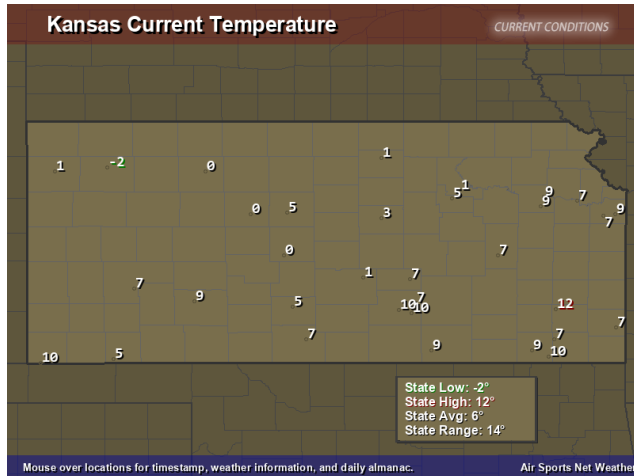 Kansas Current Temperature
CURRENT CONDITIONS
1
1 -2 0
1
5
9
7
9
0 5 3
9
7
0 7
1 7
7 9 5 7
10 10 12
7 7
7
10 5 9 9 10
State Low: -2°
State High: 12°
State Avg: 6°
State Range: 14°
Mouse over locations for timestamp, weather information, and daily almanac.
Air Sports Net Weather